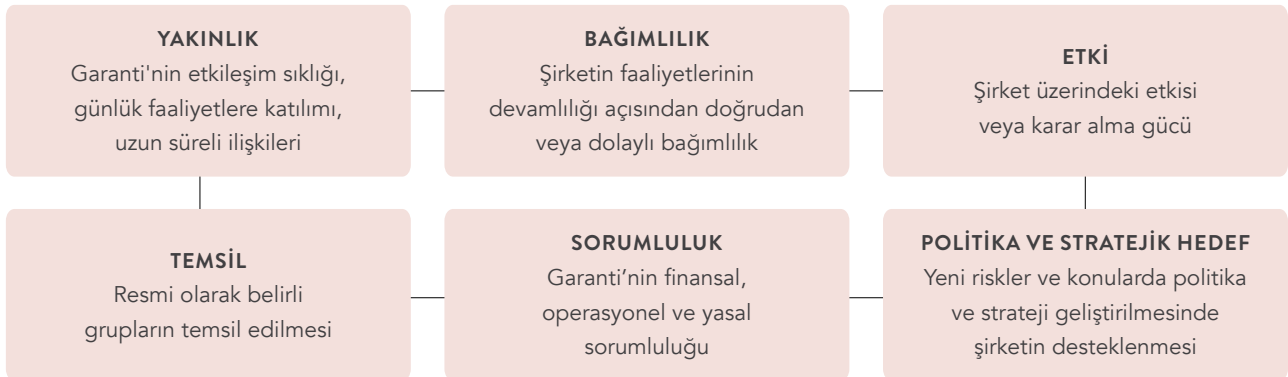 YAKINLIK
Garanti'nin etkileşim sıklığı,
günlük faaliyetlere katılımı,
uzun süreli ilişkileri
BAĞIMLILIK
Şirketin faaliyetlerinin
devamlılığı açısından doğrudan
veya dolaylı bağımlılık
ETKİ
Şirket üzerindeki etkisi
veya karar alma gücü
TEMSİL
Resmi olarak belirli
grupların temsil edilmesi
SORUMLULUK
Garanti’nin finansal,
operasyonel ve yasal
sorumluluğu
POLİTİKA VE STRATEJİK HEDEF
Yeni riskler ve konularda politika
ve strateji geliştirilmesinde
şirketin desteklenmesi